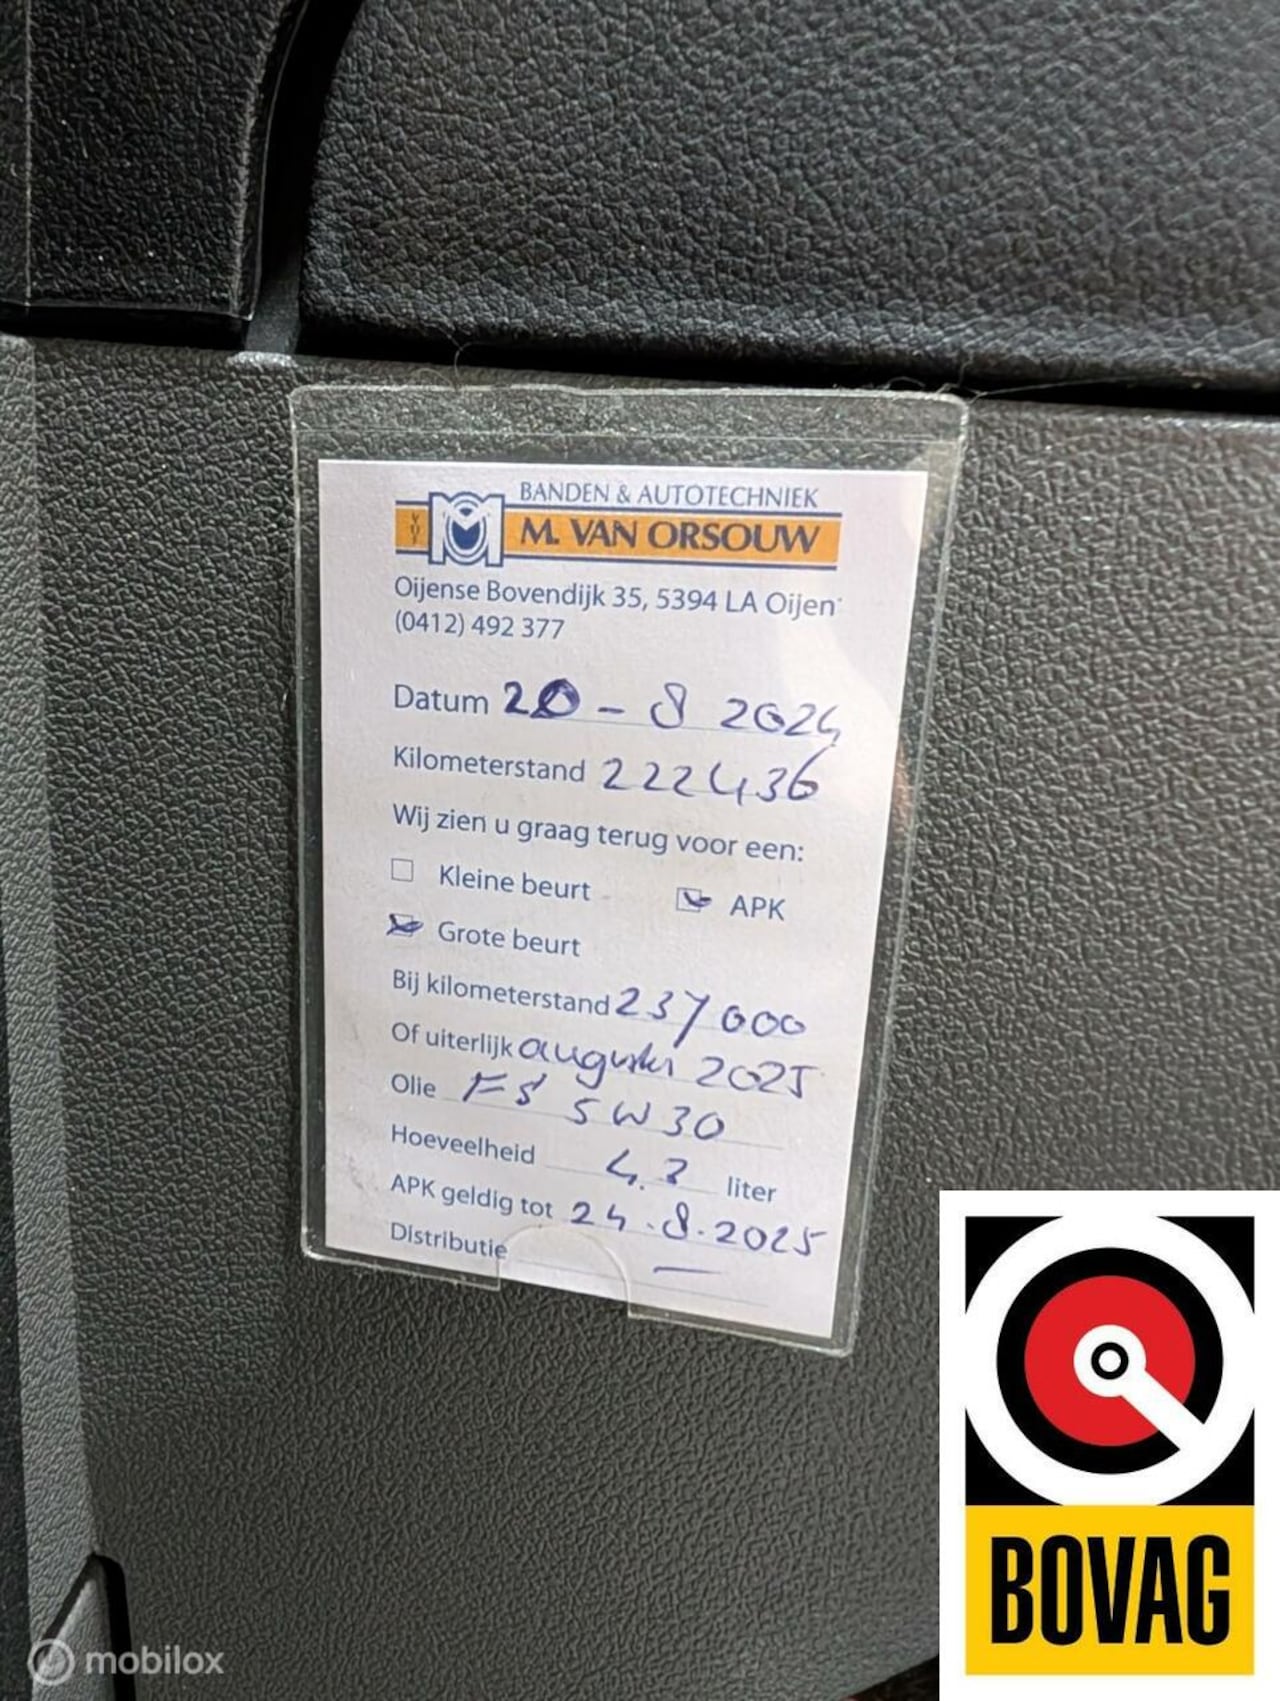 BANDEN & AUTOTECHNIEK
M. VAN ORSOUW
Oijense Bovendijk 35, 5394 LA Oijen
(0412) 492 377
Datum 20 - 8 2024
Kilometerstand 222436
Wij zien u graag terug voor een:
Kleine beurt APK
Grote beurt
Bij kilometerstand 237000
Of uiterlijk augustus 2025
Olie FS 5W30
Hoeveelheid 4.3 liter
APK geldig tot 24.8.2025
Distributie —
BOVAG
mobilox